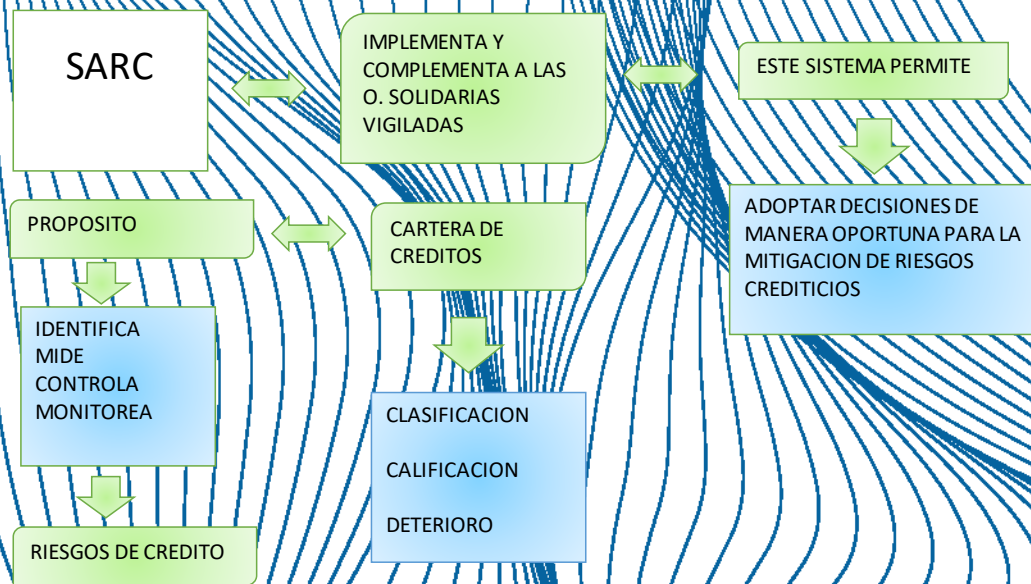 SARC
IMPLEMENTA Y
COMPLEMENTA A LAS
O. SOLIDARIAS
VIGILADAS
ESTE SISTEMA PERMITE
ADOPTAR DECISIONES DE
MANERA OPORTUNA PARA LA
MITIGACION DE RIESGOS
CREDITICIOS
PROPOSITO
CARTERA DE
CREDITOS
IDENTIFICA
MIDE
CONTROLA
MONITOREA
CLASIFICACION
CALIFICACION
DETERIORO
RIESGOS DE CREDITO